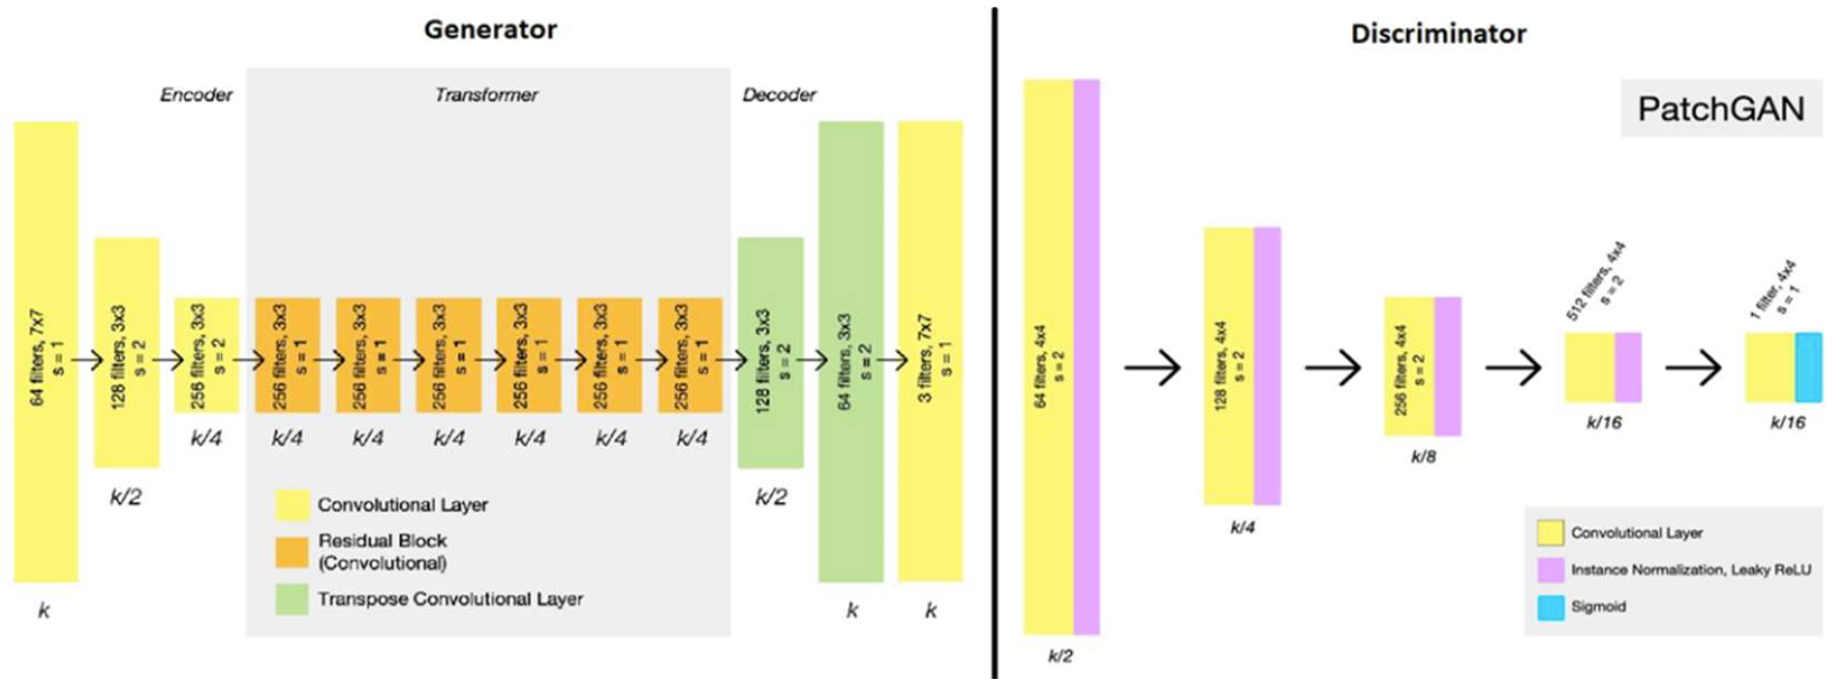 Generator
Encoder
Transformer
Decoder
64 filters, 7x7
s = 1
k
128 filters, 3x3
s = 2
k/2
256 filters, 3x3
s = 2
k/4
256 filters, 3x3
s = 1
k/4
256 filters, 3x3
s = 1
k/4
256 filters, 3x3
s = 1
k/4
256 filters, 3x3
s = 1
k/4
256 filters, 3x3
s = 1
k/4
256 filters, 3x3
s = 1
k/4
128 filters, 3x3
s = 2
k/2
64 filters, 3x3
s = 2
k
3 filters, 7x7
s = 1
k
Convolutional Layer
Residual Block
(Convolutional)
Transpose Convolutional Layer
Discriminator
PatchGAN
64 filters, 4x4
s = 2
k/2
128 filters, 4x4
s = 2
k/4
256 filters, 4x4
s = 2
k/8
512 filters, 4x4
s = 2
k/16
1 filter, 4x4
s = 1
k/16
Convolutional Layer
Instance Normalization, Leaky ReLU
Sigmoid